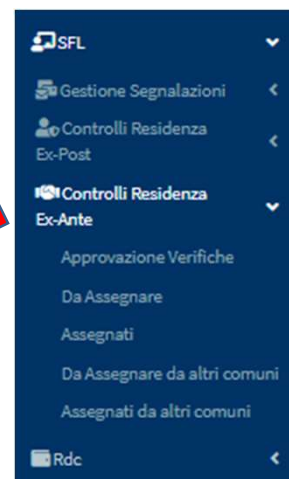 SFL
Gestione Segnalazioni
Controlli Residenza
Ex-Post
Controlli Residenza
Ex-Ante
Approvazione Verifiche
Da Assegnare
Assegnati
Da Assegnare da altri comuni
Assegnati da altri comuni
Rdc